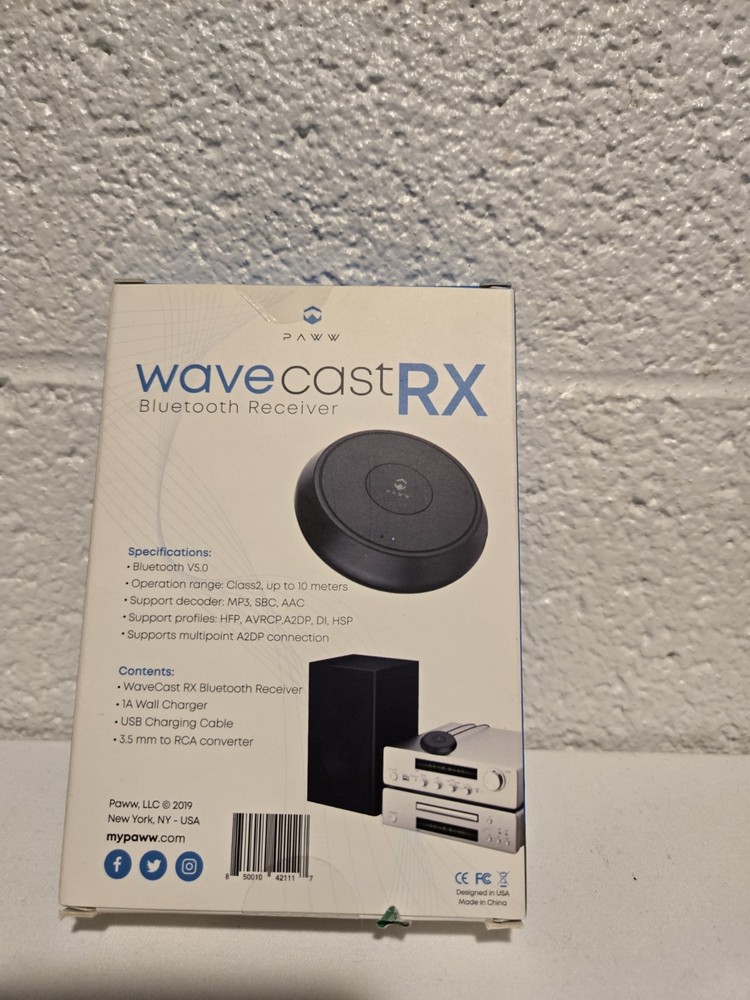 PAWW
wavecastRX
Bluetooth Receiver
PAWW
Specifications:
• Bluetooth V5.0
• Operation range: Class2, up to 10 meters
• Support decoder: MP3, SBC, AAC
• Support profiles: HFP, AVRCP,A2DP, DI, HSP
• Supports multipoint A2DP connection
Contents:
• WaveCast RX Bluetooth Receiver
• 1A Wall Charger
• USB Charging Cable
• 3.5 mm to RCA converter
Paww, LLC © 2019
New York, NY - USA
mypaww.com
8 50010 42111 7
CE FC
Designed in USA
Made in China